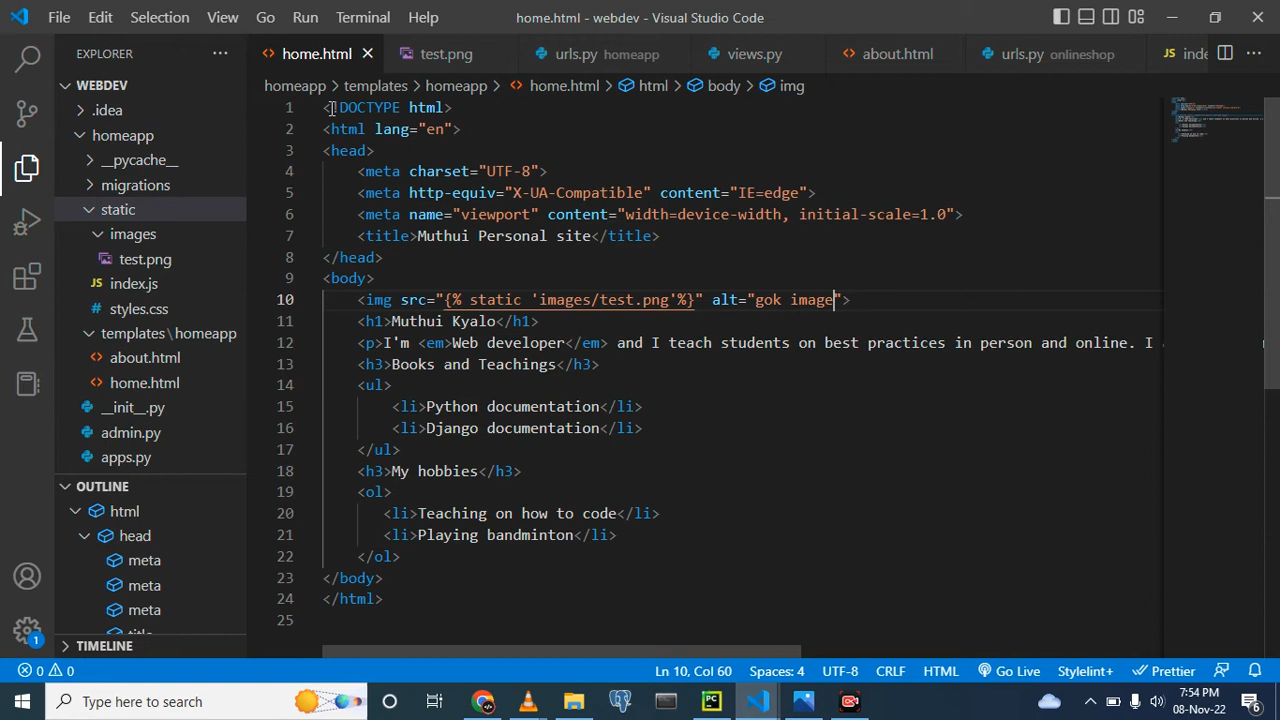 File Edit Selection View Go Run Terminal Help
home.html - webdev - Visual Studio Code
EXPLORER
home.html
test.png
urls.py homeapp
views.py
about.html
urls.py onlineshop
JS inde
WEBDEV
homeapp > templates > homeapp > home.html > html > body > img
.idea
homeapp
__pycache__
migrations
static
images
test.png
JS index.js
styles.css
templates\homeapp
about.html
home.html
__init__.py
admin.py
apps.py
OUTLINE
html
head
meta
meta
meta
title
TIMELINE
1 <!DOCTYPE html>
2 <html lang="en">
3 <head>
4 <meta charset="UTF-8">
5 <meta http-equiv="X-UA-Compatible" content="IE=edge">
6 <meta name="viewport" content="width=device-width, initial-scale=1.0">
7 <title>Muthui Personal site</title>
8 </head>
9 <body>
10 <img src="{% static 'images/test.png'%}" alt="gok image">
11 <h1>Muthui Kyalo</h1>
12 <p>I'm <em>Web developer</em> and I teach students on best practices in person and online. I
13 <h3>Books and Teachings</h3>
14 <ul>
15 <li>Python documentation</li>
16 <li>Django documentation</li>
17 </ul>
18 <h3>My hobbies</h3>
19 <ol>
20 <li>Teaching on how to code</li>
21 <li>Playing bandminton</li>
22 </ol>
23 </body>
24 </html>
25
0 0
Ln 10, Col 60 Spaces: 4 UTF-8 CRLF HTML Go Live Stylelint+ Prettier
1
Type here to search
PC
7:54 PM
08-Nov-22
6